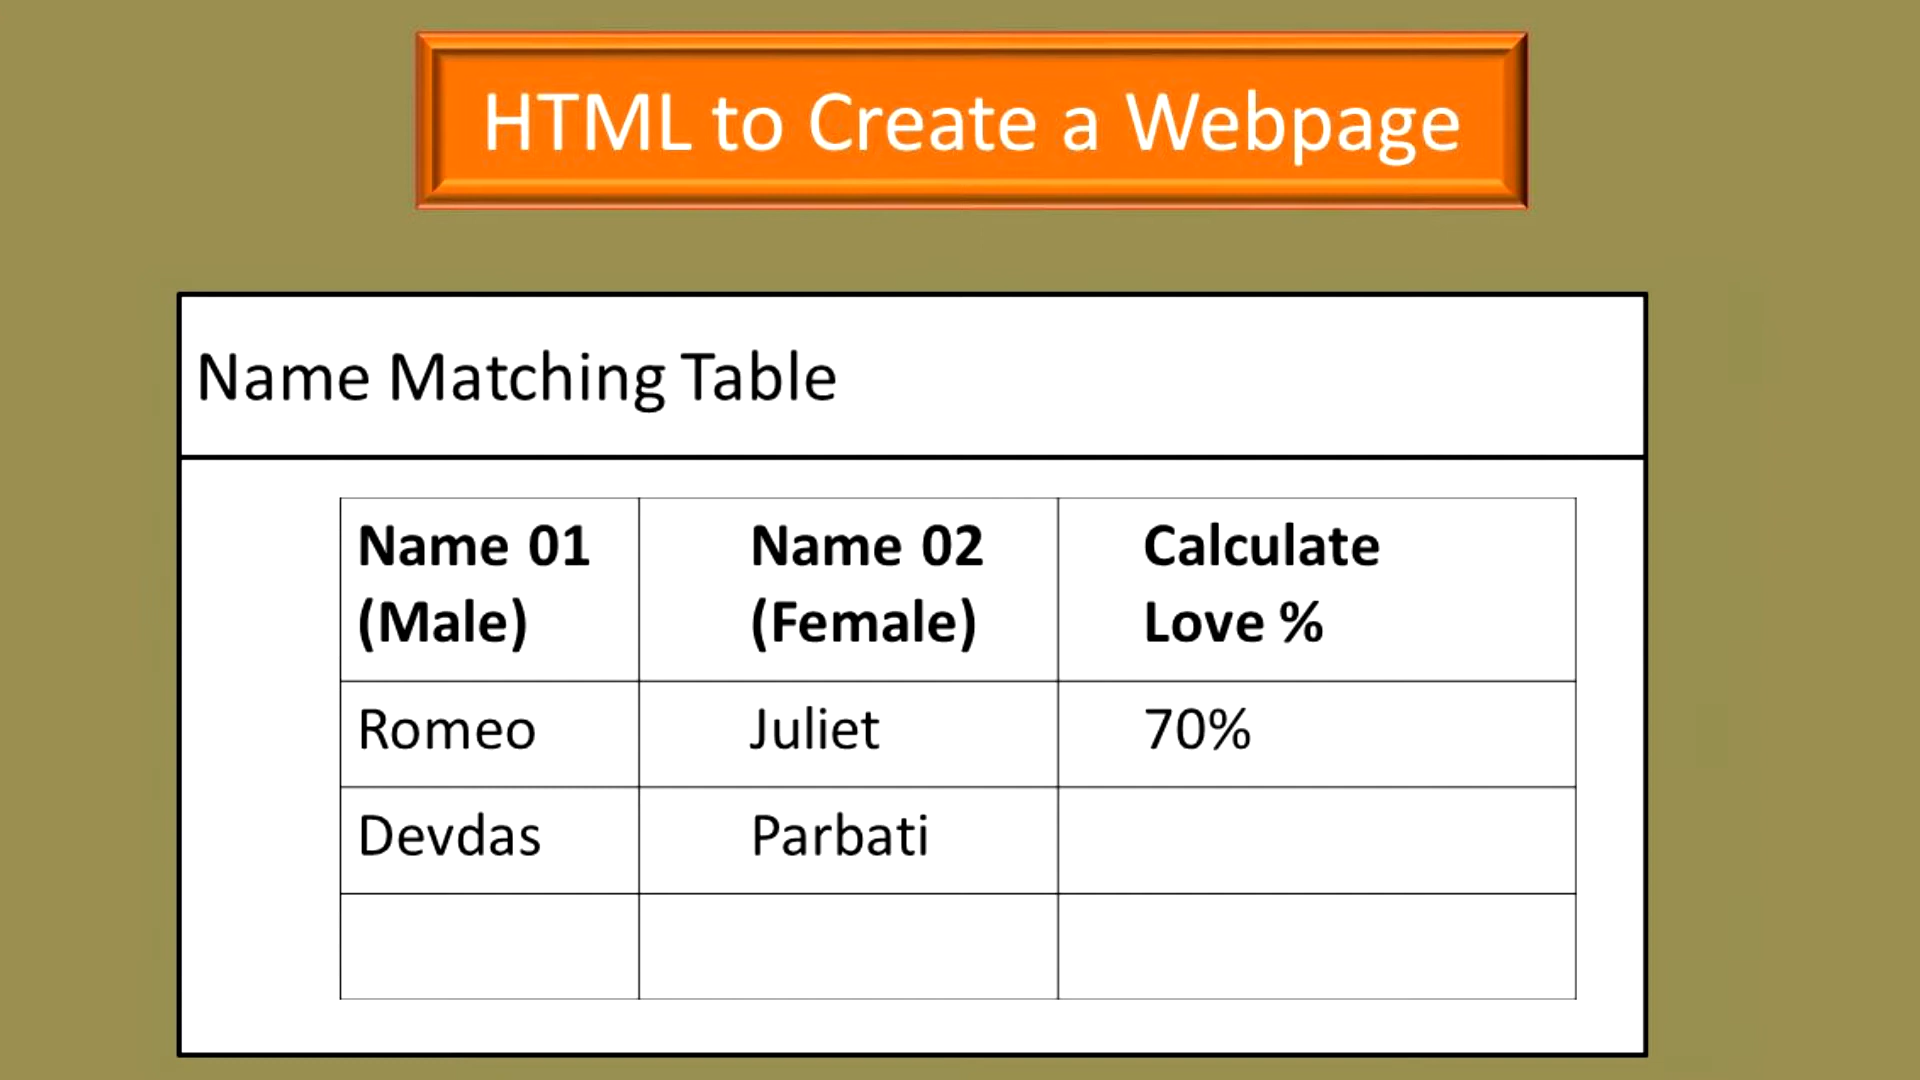 HTML to Create a Webpage
Name Matching Table
Name 01 (Male) Name 02 (Female) Calculate Love %
Romeo Juliet 70%
Devdas Parbati